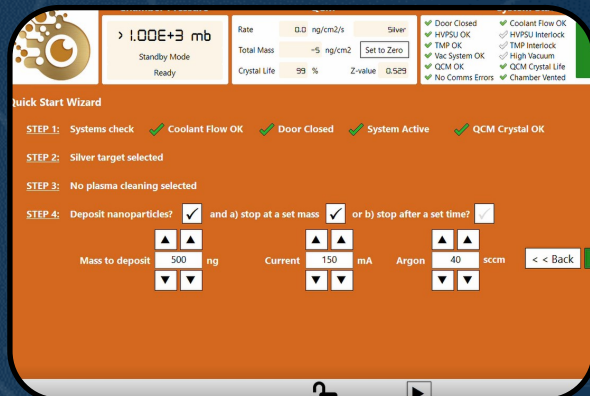 Chamber Pressure
QCM
> 1.00E+3 mb
Standby Mode
Ready
Rate 0.0 ng/cm2/s Silver
Total Mass -5 ng/cm2 Set to Zero
Crystal Life 99 % Z-value 0.529
Door Closed
HVPSU OK
TMP OK
Vac System OK
QCM OK
No Comms Errors
Coolant Flow OK
HVPSU Interlock
TMP Interlock
High Vacuum
QCM Crystal Life
Chamber Vented
Quick Start Wizard
STEP 1: Systems check Coolant Flow OK Door Closed System Active QCM Crystal OK
STEP 2: Silver target selected
STEP 3: No plasma cleaning selected
STEP 4: Deposit nanoparticles? and a) stop at a set mass or b) stop after a set time?
Mass to deposit 500 ng Current 150 mA Argon 40 sccm < < Back